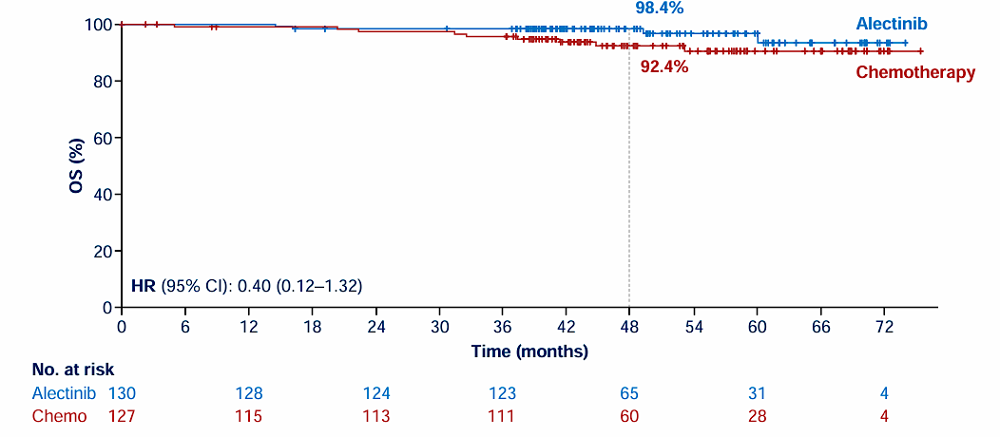 98.4%
Alectinib
92.4%
Chemotherapy
OS (%)
100
80
60
40
20
0
HR (95% CI): 0.40 (0.12–1.32)
0 6 12 18 24 30 36 42 48 54 60 66 72
Time (months)
No. at risk
Alectinib 130 128 124 123 65 31 4
Chemo 127 115 113 111 60 28 4